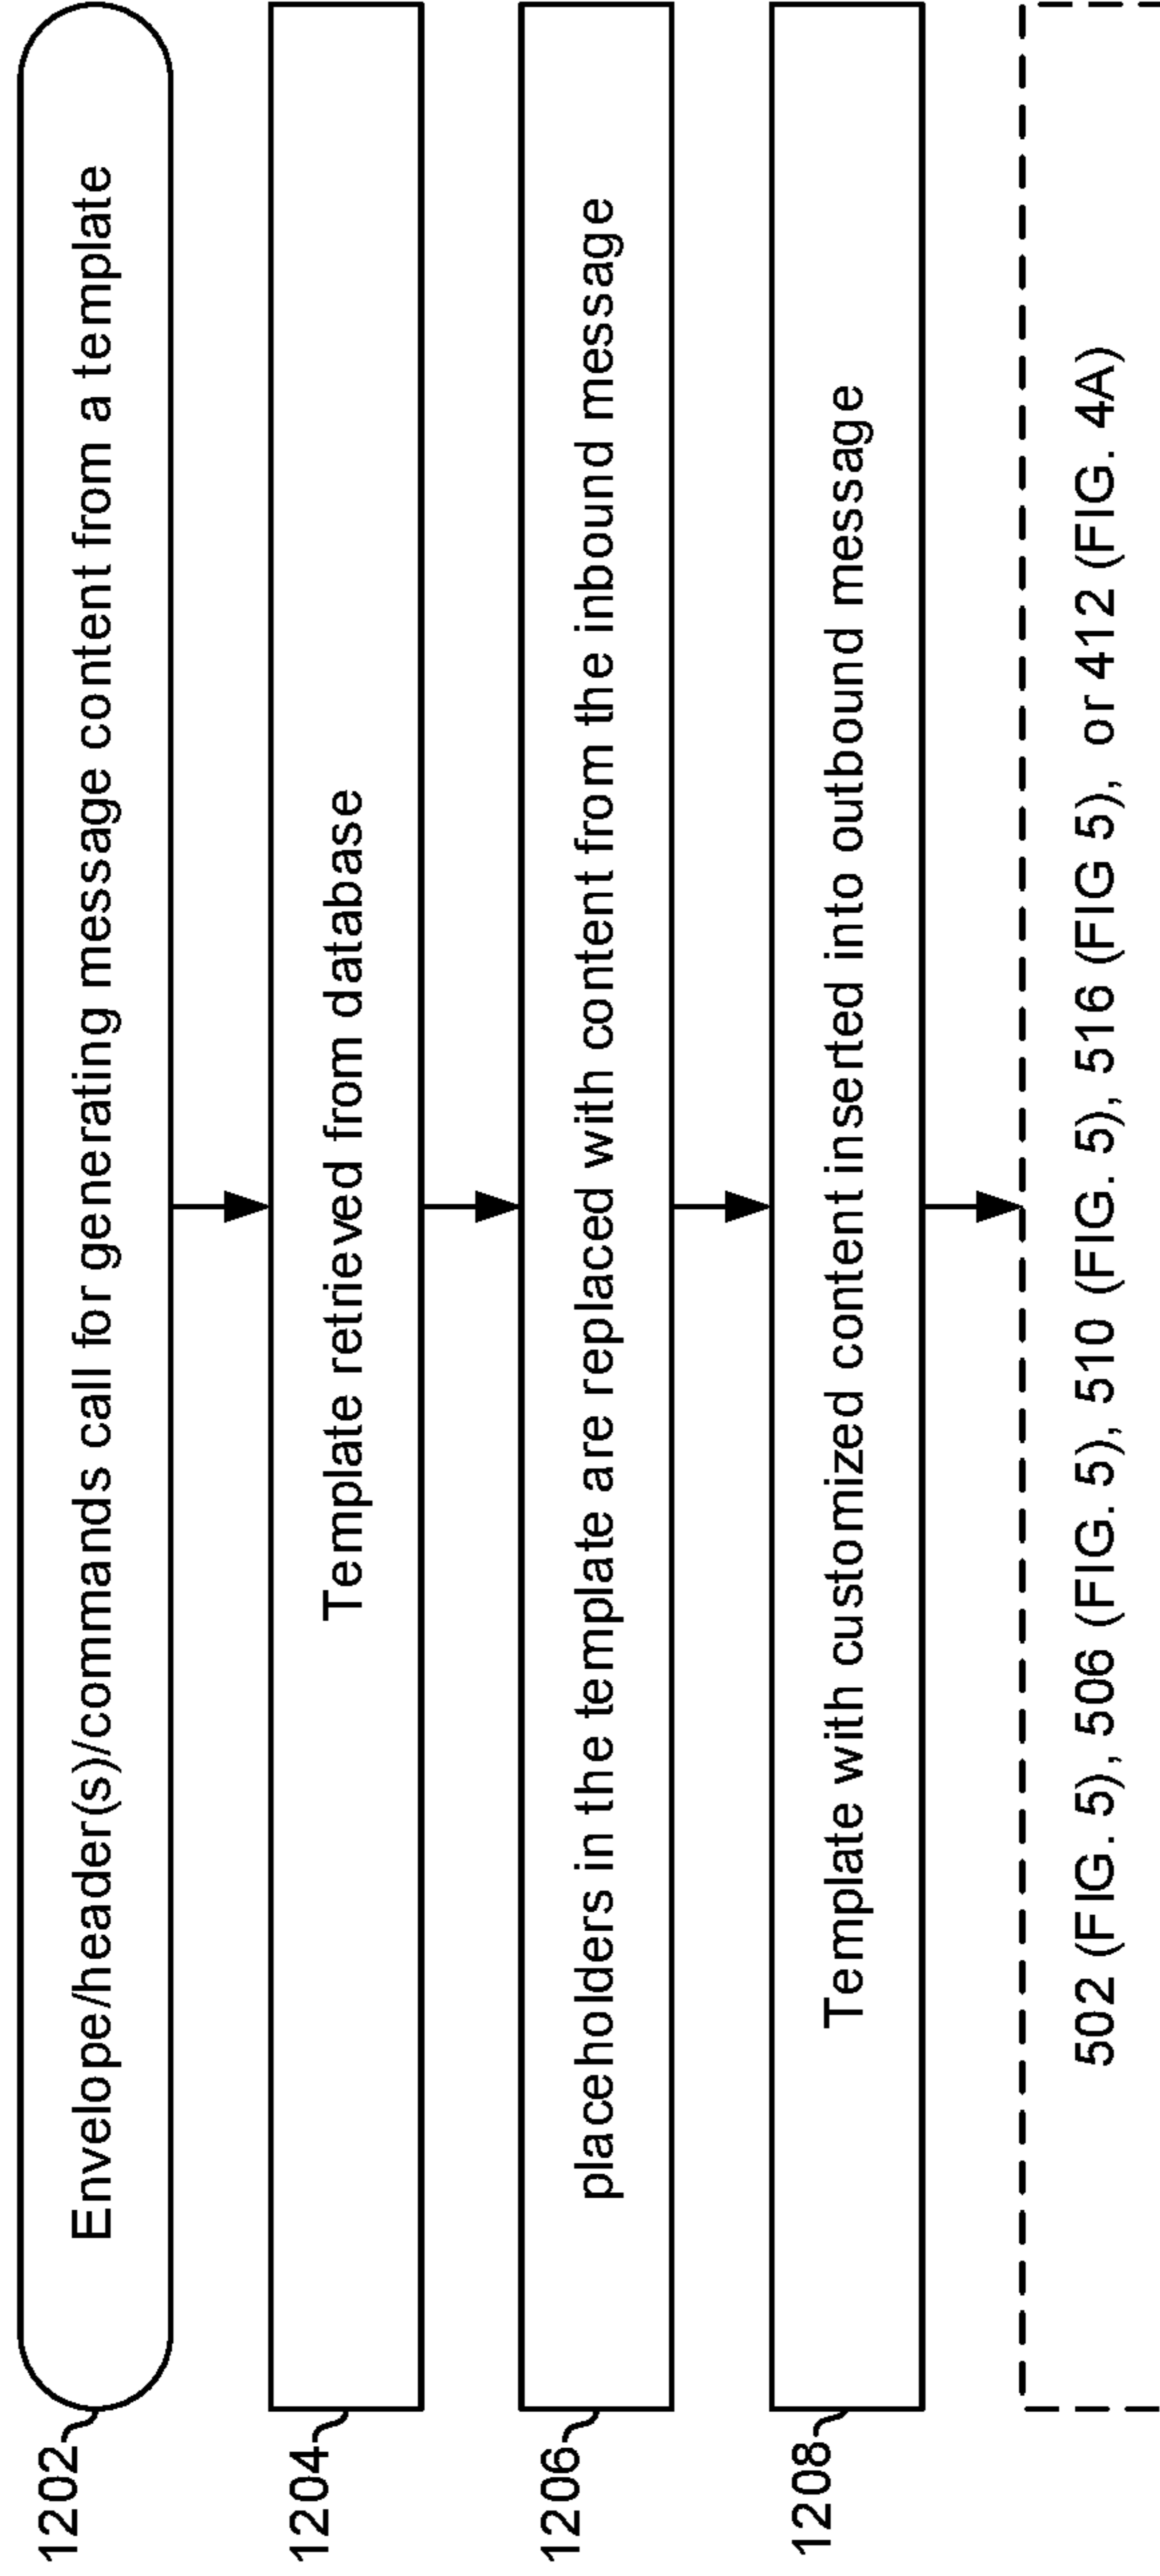 1202
Envelope/header(s)/commands call for generating message content from a template
1204
Template retrieved from database
1206
placeholders in the template are replaced with content from the inbound message
1208
Template with customized content inserted into outbound message
502 (FIG. 5), 506 (FIG. 5), 510 (FIG. 5), 516 (FIG 5), or 412 (FIG. 4A)